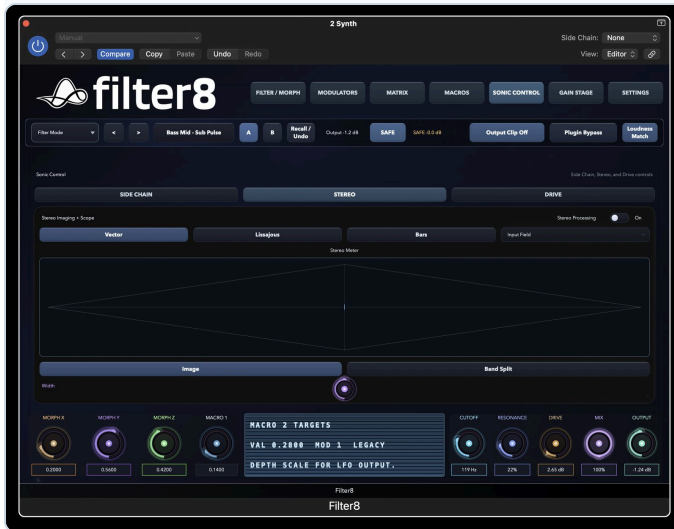 2 Synth
Manual
Side Chain: None
< > Compare Copy Paste Undo Redo
View: Editor
filter8
FILTER / MORPH MODULATORS MATRIX MACROS SONIC CONTROL GAIN STAGE SETTINGS
Filter Mode < > Bass Mid - Sub Pulse A B Recall / Undo Output -1.2 dB SAFE SAFE -0.0 dB Output Clip Off Plugin Bypass Loudness Match
Sonic Control
Side Chain, Stereo, and Drive controls
SIDE CHAIN STEREO DRIVE
Stereo Imaging + Scope
Stereo Processing On
Vector Lissajous Bars Input Field
Stereo Meter
Image Band Split
Width
MORPH X MORPH Y MORPH Z MACRO 1
0.2000 0.5600 0.4200 0.1400
MACRO 2 TARGETS
VAL 0.2800 MOD 1 LEGACY
DEPTH SCALE FOR LFO OUTPUT.
CUTOFF RESONANCE DRIVE MIX OUTPUT
119 Hz 22% 2.65 dB 100% -1.24 dB
Filter8
Filter8